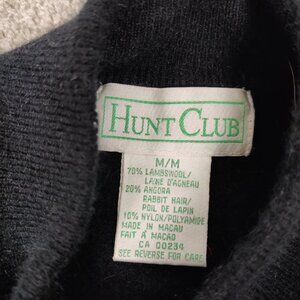 HUNT CLUB
M/M
70% LAMBSWOOL/
LAINE D'AGNEAU
20% ANGORA
RABBIT HAIR/
POIL DE LAPIN
10% NYLON/POLYAMIDE
MADE IN MACAU
FAIT À MACAO
CA 00234
SEE REVERSE FOR CARE